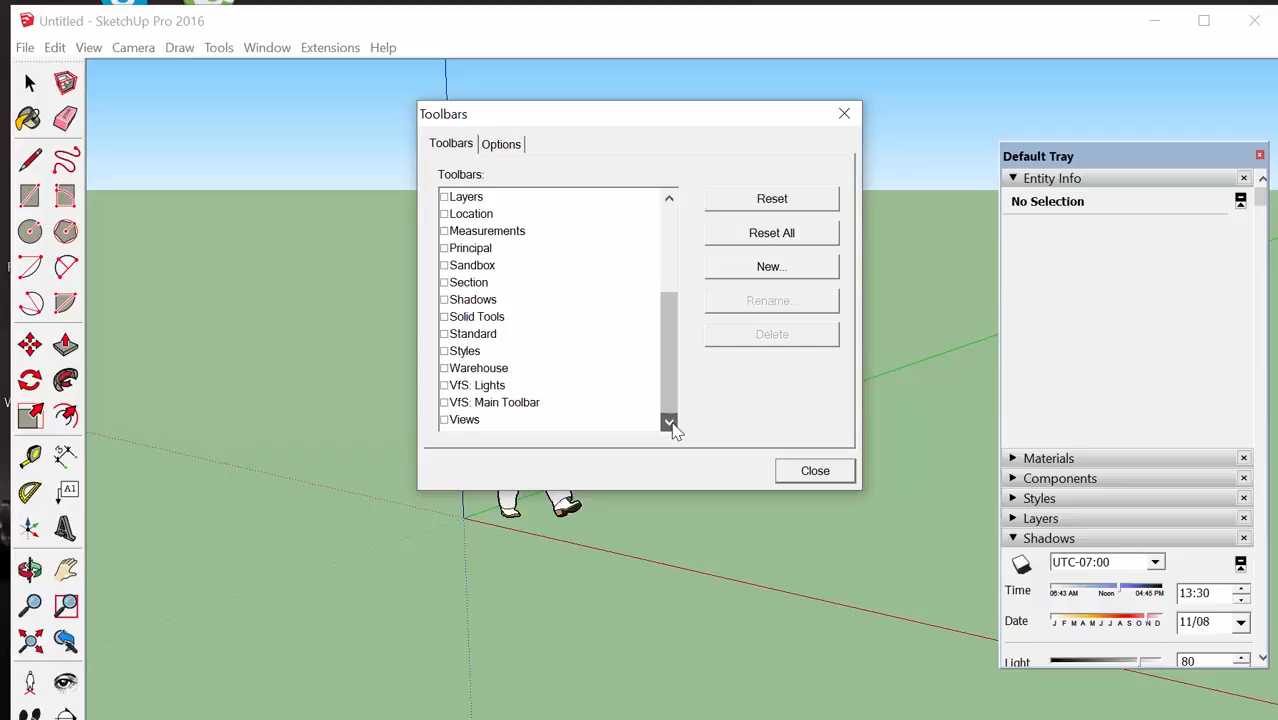 Untitled - SketchUp Pro 2016
File Edit View Camera Draw Tools Window Extensions Help
Toolbars
Toolbars Options
Toolbars:
Layers
Location
Measurements
Principal
Sandbox
Section
Shadows
Solid Tools
Standard
Styles
Warehouse
VfS: Lights
VfS: Main Toolbar
Views
Reset
Reset All
New...
Rename...
Delete
Close
Default Tray
Entity Info
No Selection
Materials
Components
Styles
Layers
Shadows
UTC-07:00
Time 06:43 AM Noon 04:45 PM 13:30
Date J F M A M J J A S O N D 11/08
Light 80
A1